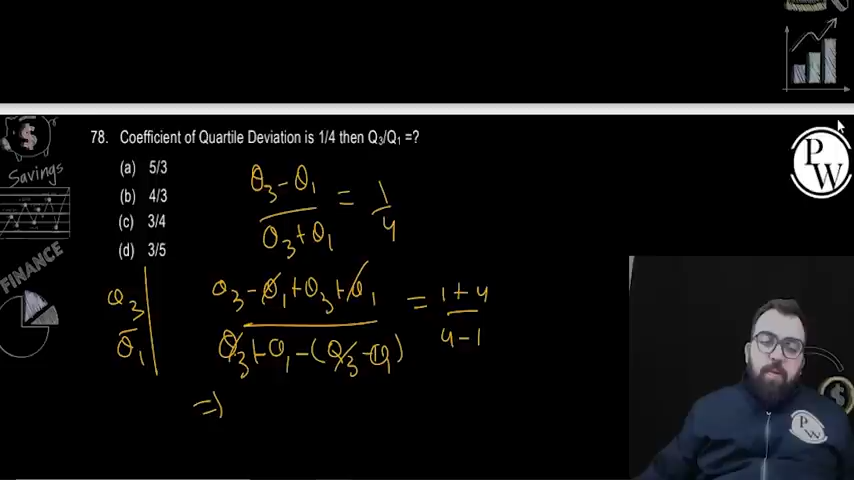 78. Coefficient of Quartile Deviation is 1/4 then Q₃/Q₁ =?
(a) 5/3
(b) 4/3
(c) 3/4
(d) 3/5
Savings
FINANCE
$
$
(Q₃ - Q₁)/(Q₃ + Q₁) = 1/4
Q₃/Q₁
(Q₃ - Q₁ + Q₃ + Q₁)/(Q₃ + Q₁ - (Q₃ - Q₁)) = (1 + 4)/(4 - 1)
⇒
PW
PW